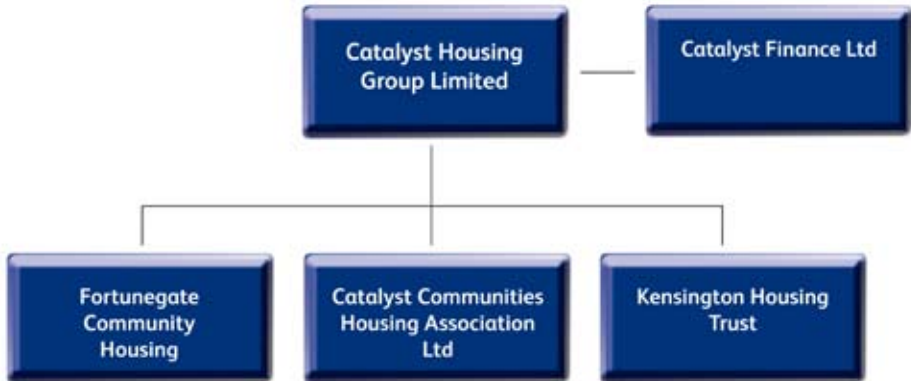 Catalyst Housing
Group Limited
Catalyst Finance Ltd
Fortunegate
Community
Housing
Catalyst Communities
Housing Association
Ltd
Kensington Housing
Trust